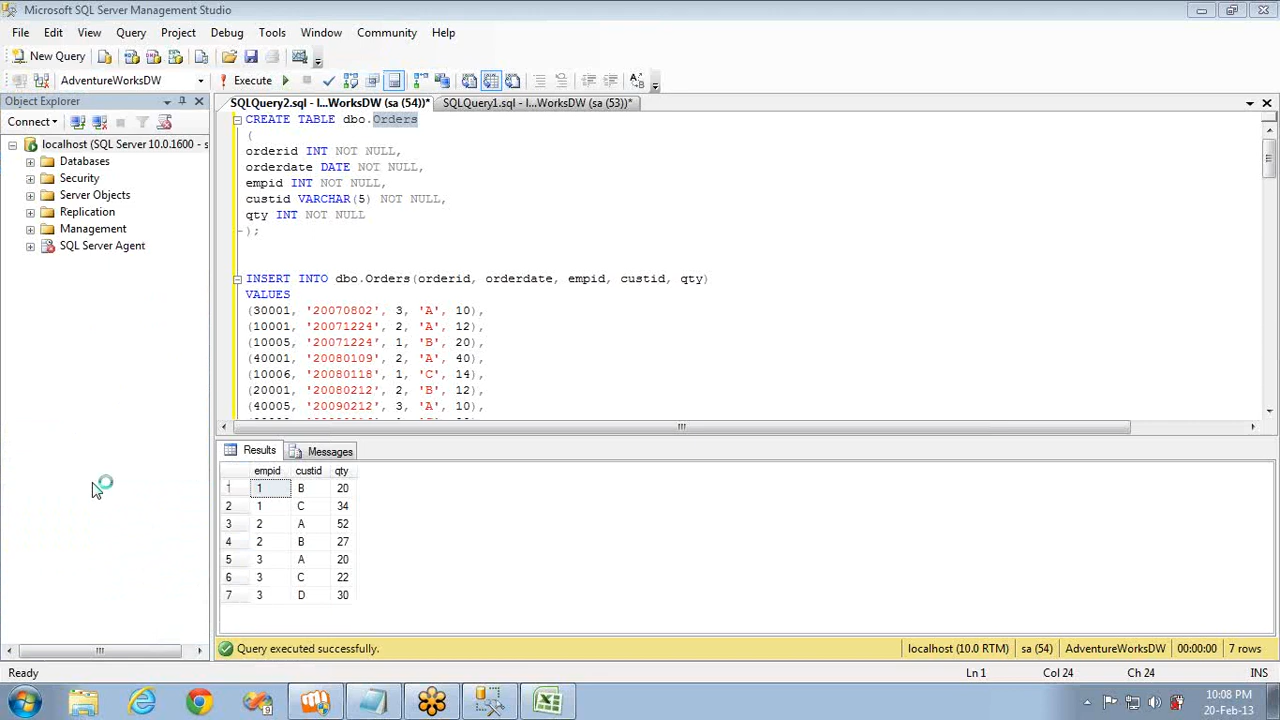 Microsoft SQL Server Management Studio
File Edit View Query Project Debug Tools Window Community Help
New Query
AdventureWorksDW Execute
Object Explorer
SQLQuery2.sql - l...WorksDW (sa (54))* SQLQuery1.sql - l...WorksDW (sa (53))*
Connect
localhost (SQL Server 10.0.1600 - s
Databases
Security
Server Objects
Replication
Management
SQL Server Agent
CREATE TABLE dbo.Orders
(
orderid INT NOT NULL,
orderdate DATE NOT NULL,
empid INT NOT NULL,
custid VARCHAR(5) NOT NULL,
qty INT NOT NULL
);
INSERT INTO dbo.Orders(orderid, orderdate, empid, custid, qty)
VALUES
(30001, '20070802', 3, 'A', 10),
(10001, '20071224', 2, 'A', 12),
(10005, '20071224', 1, 'B', 20),
(40001, '20080109', 2, 'A', 40),
(10006, '20080118', 1, 'C', 14),
(20001, '20080212', 2, 'B', 12),
(40005, '20090212', 3, 'A', 10),
Results Messages
empid custid qty
1 1 B 20
2 1 C 34
3 2 A 52
4 2 B 27
5 3 A 20
6 3 C 22
7 3 D 30
Query executed successfully. localhost (10.0 RTM) sa (54) AdventureWorksDW 00:00:00 7 rows
Ready Ln 1 Col 24 Ch 24 INS
10:08 PM
20-Feb-13